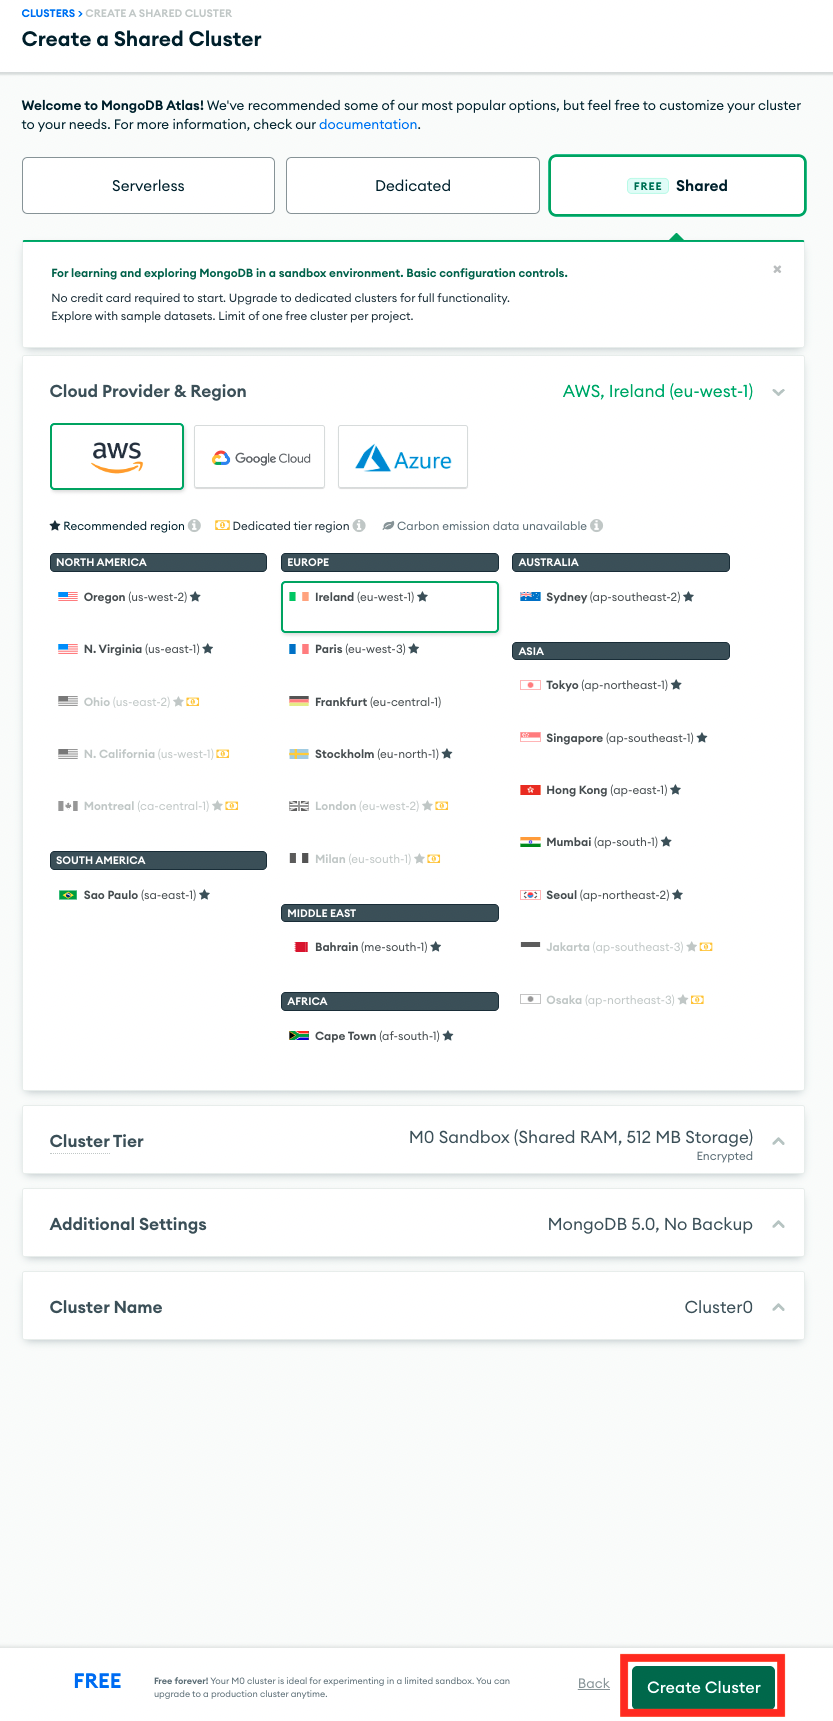 CLUSTERS > CREATE A SHARED CLUSTER
Create a Shared Cluster
Welcome to MongoDB Atlas! We've recommended some of our most popular options, but feel free to customize your cluster
to your needs. For more information, check our documentation.
Serverless
Dedicated
FREE Shared
For learning and exploring MongoDB in a sandbox environment. Basic configuration controls.
No credit card required to start. Upgrade to dedicated clusters for full functionality.
Explore with sample datasets. Limit of one free cluster per project.
Cloud Provider & Region
AWS, Ireland (eu-west-1)
aws
Google Cloud
Azure
Recommended region
Dedicated tier region
Carbon emission data unavailable
NORTH AMERICA
Oregon (us-west-2)
N. Virginia (us-east-1)
Ohio (us-east-2)
N. California (us-west-1)
Montreal (ca-central-1)
SOUTH AMERICA
Sao Paulo (sa-east-1)
EUROPE
Ireland (eu-west-1)
Paris (eu-west-3)
Frankfurt (eu-central-1)
Stockholm (eu-north-1)
London (eu-west-2)
Milan (eu-south-1)
MIDDLE EAST
Bahrain (me-south-1)
AFRICA
Cape Town (af-south-1)
AUSTRALIA
Sydney (ap-southeast-2)
ASIA
Tokyo (ap-northeast-1)
Singapore (ap-southeast-1)
Hong Kong (ap-east-1)
Mumbai (ap-south-1)
Seoul (ap-northeast-2)
Jakarta (ap-southeast-3)
Osaka (ap-northeast-3)
Cluster Tier
M0 Sandbox (Shared RAM, 512 MB Storage)
Encrypted
Additional Settings
MongoDB 5.0, No Backup
Cluster Name
Cluster0
FREE
Free forever! Your M0 cluster is ideal for experimenting in a limited sandbox. You can
upgrade to a production cluster anytime.
Back
Create Cluster